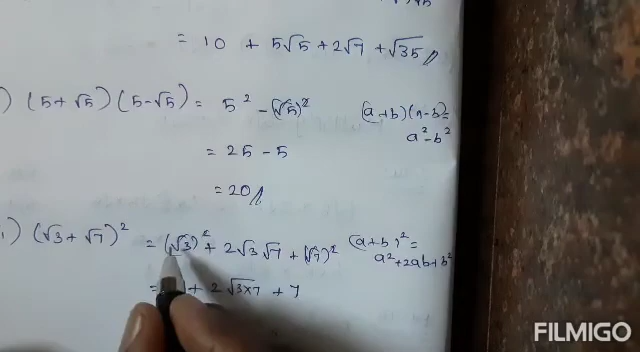 = 10 + 5√5 + 2√7 + √35
) (5+√5)(5-√5) = 5² - (√5)² (a+b)(a-b)=
a²-b²
= 25 - 5
= 20
) (√3 + √7)² = (√3)² + 2√3 √7 + (√7)² (a+b)² =
a²+2ab+b²
= + 2√3×7 + 7
FILMIGO